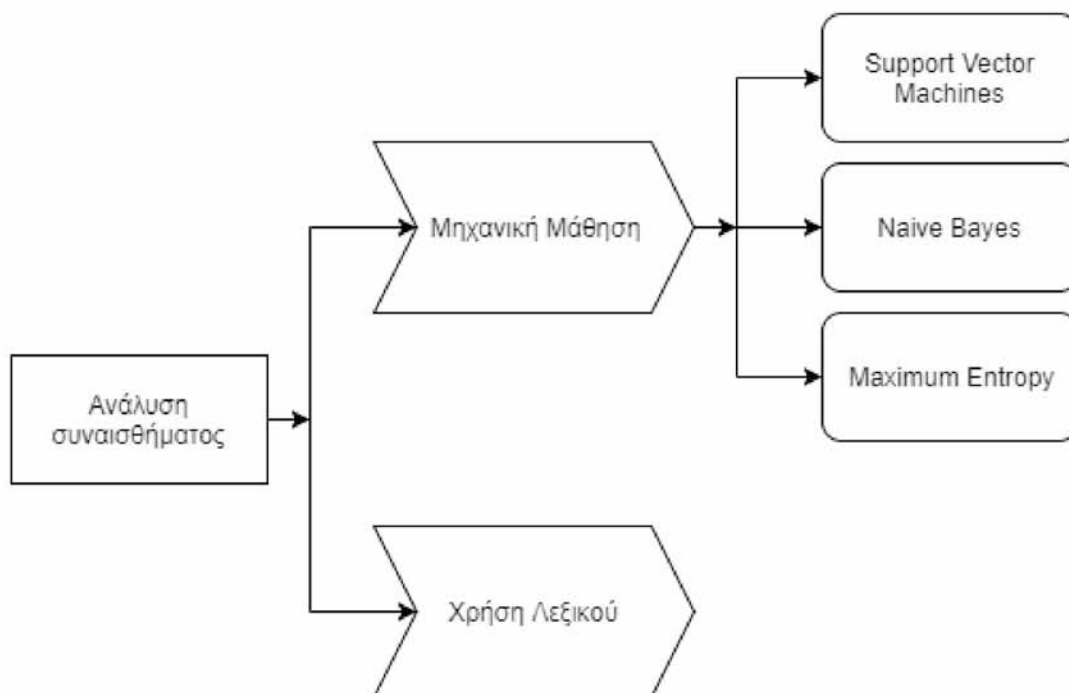 Support Vector
Machines
Μηχανική Μάθηση
Naive Bayes
Maximum Entropy
Ανάλυση
συναισθήματος
Χρήση Λεξικού